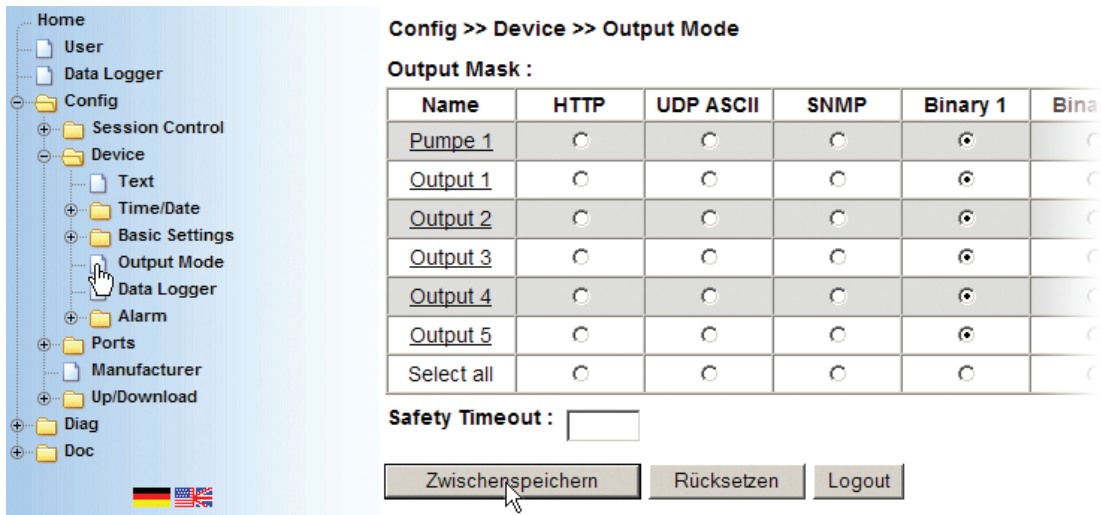 Home
User
Data Logger
Config
Session Control
Device
Text
Time/Date
Basic Settings
Output Mode
Data Logger
Alarm
Ports
Manufacturer
Up/Download
Diag
Doc
Config >> Device >> Output Mode
Output Mask :
Name HTTP UDP ASCII SNMP Binary 1 Bina
Pumpe 1
Output 1
Output 2
Output 3
Output 4
Output 5
Select all
Safety Timeout :
Zwischenspeichern Rücksetzen Logout